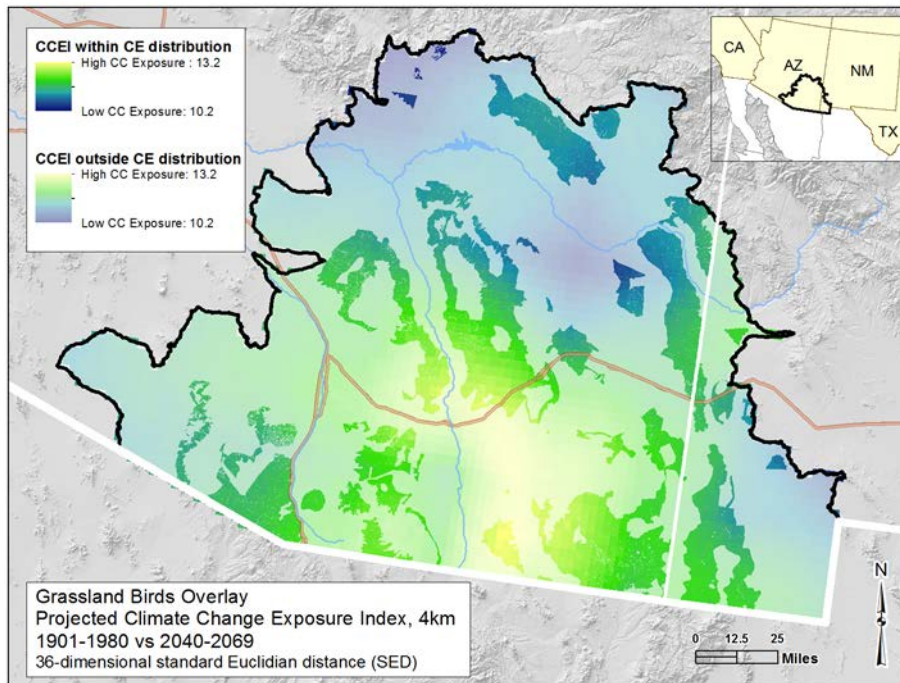 CCEI within CE distribution
High CC Exposure : 13.2
Low CC Exposure: 10.2
CCEI outside CE distribution
High CC Exposure : 13.2
Low CC Exposure: 10.2
CA
AZ
NM
TX
Grassland Birds Overlay
Projected Climate Change Exposure Index, 4km
1901-1980 vs 2040-2069
36-dimensional standard Euclidian distance (SED)
N
0 12.5 25
Miles